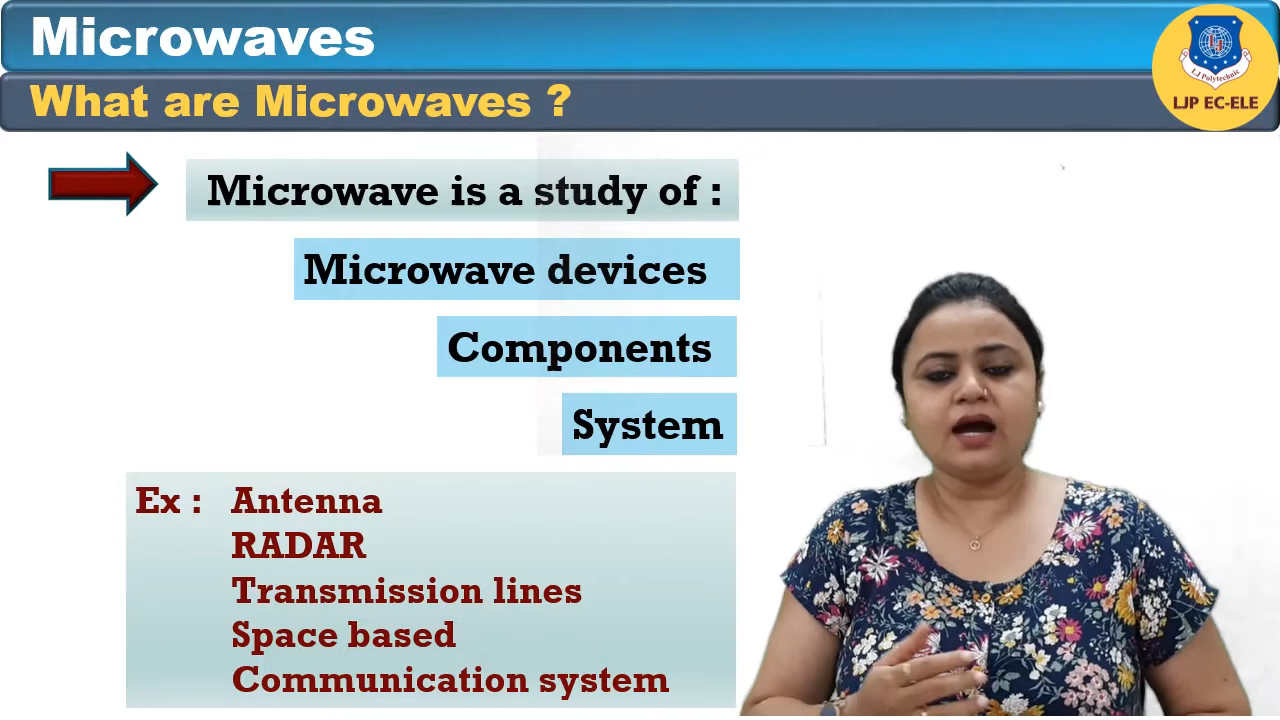 Microwaves
What are Microwaves ?
L.J Polytechnic
LJP EC-ELE
Microwave is a study of :
Microwave devices
Components
System
Ex : Antenna
RADAR
Transmission lines
Space based
Communication system